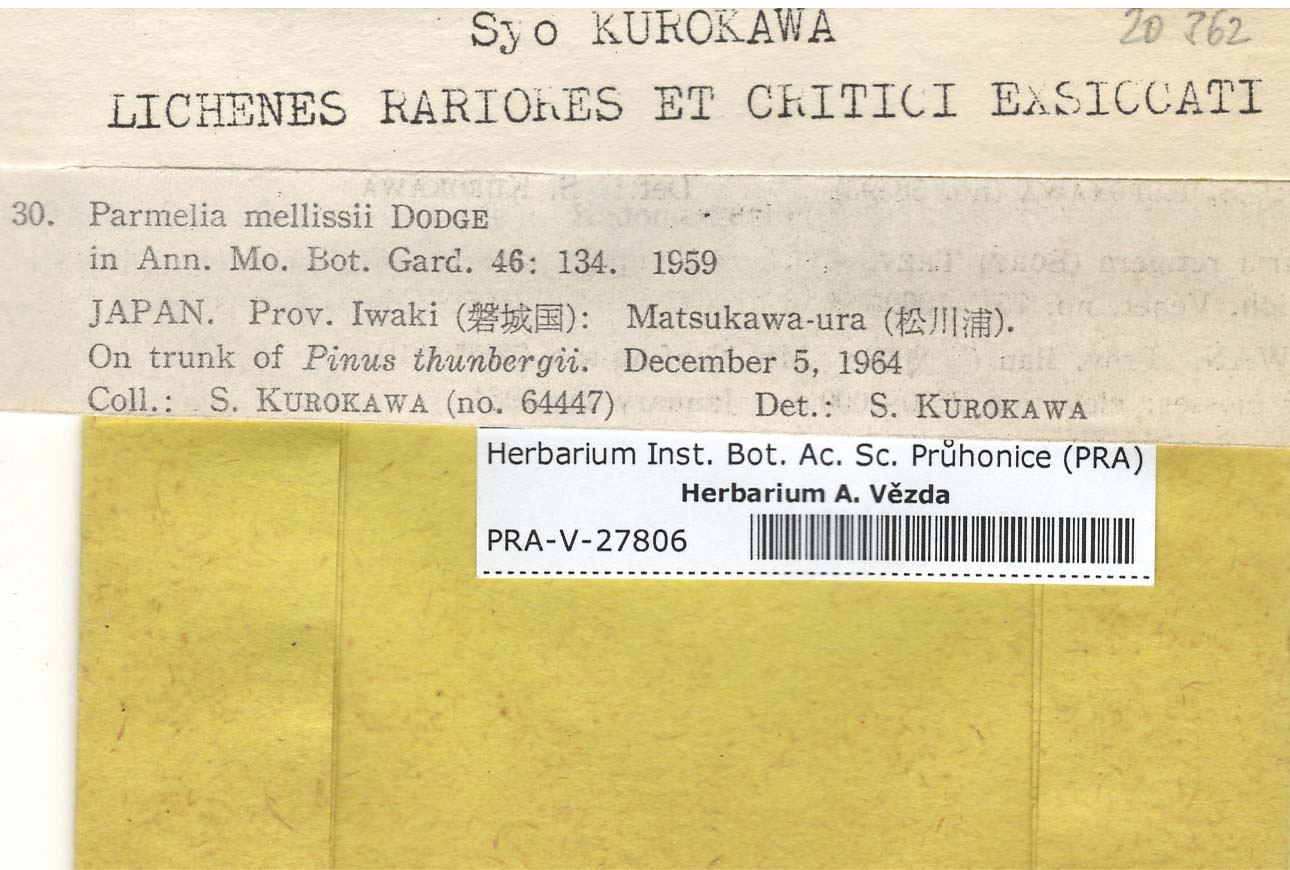 Syo KUROKAWA
20 362
LICHENES RARIORES ET CRITICI EXSICCATI
30. Parmelia mellissii DODGE
in Ann. Mo. Bot. Gard. 46: 134. 1959
JAPAN. Prov. Iwaki (磐城国): Matsukawa-ura (松川浦).
On trunk of Pinus thunbergii. December 5, 1964
Coll.: S. KUROKAWA (no. 64447) Det.: S. KUROKAWA
Herbarium Inst. Bot. Ac. Sc. Průhonice (PRA)
Herbarium A. Vězda
PRA-V-27806